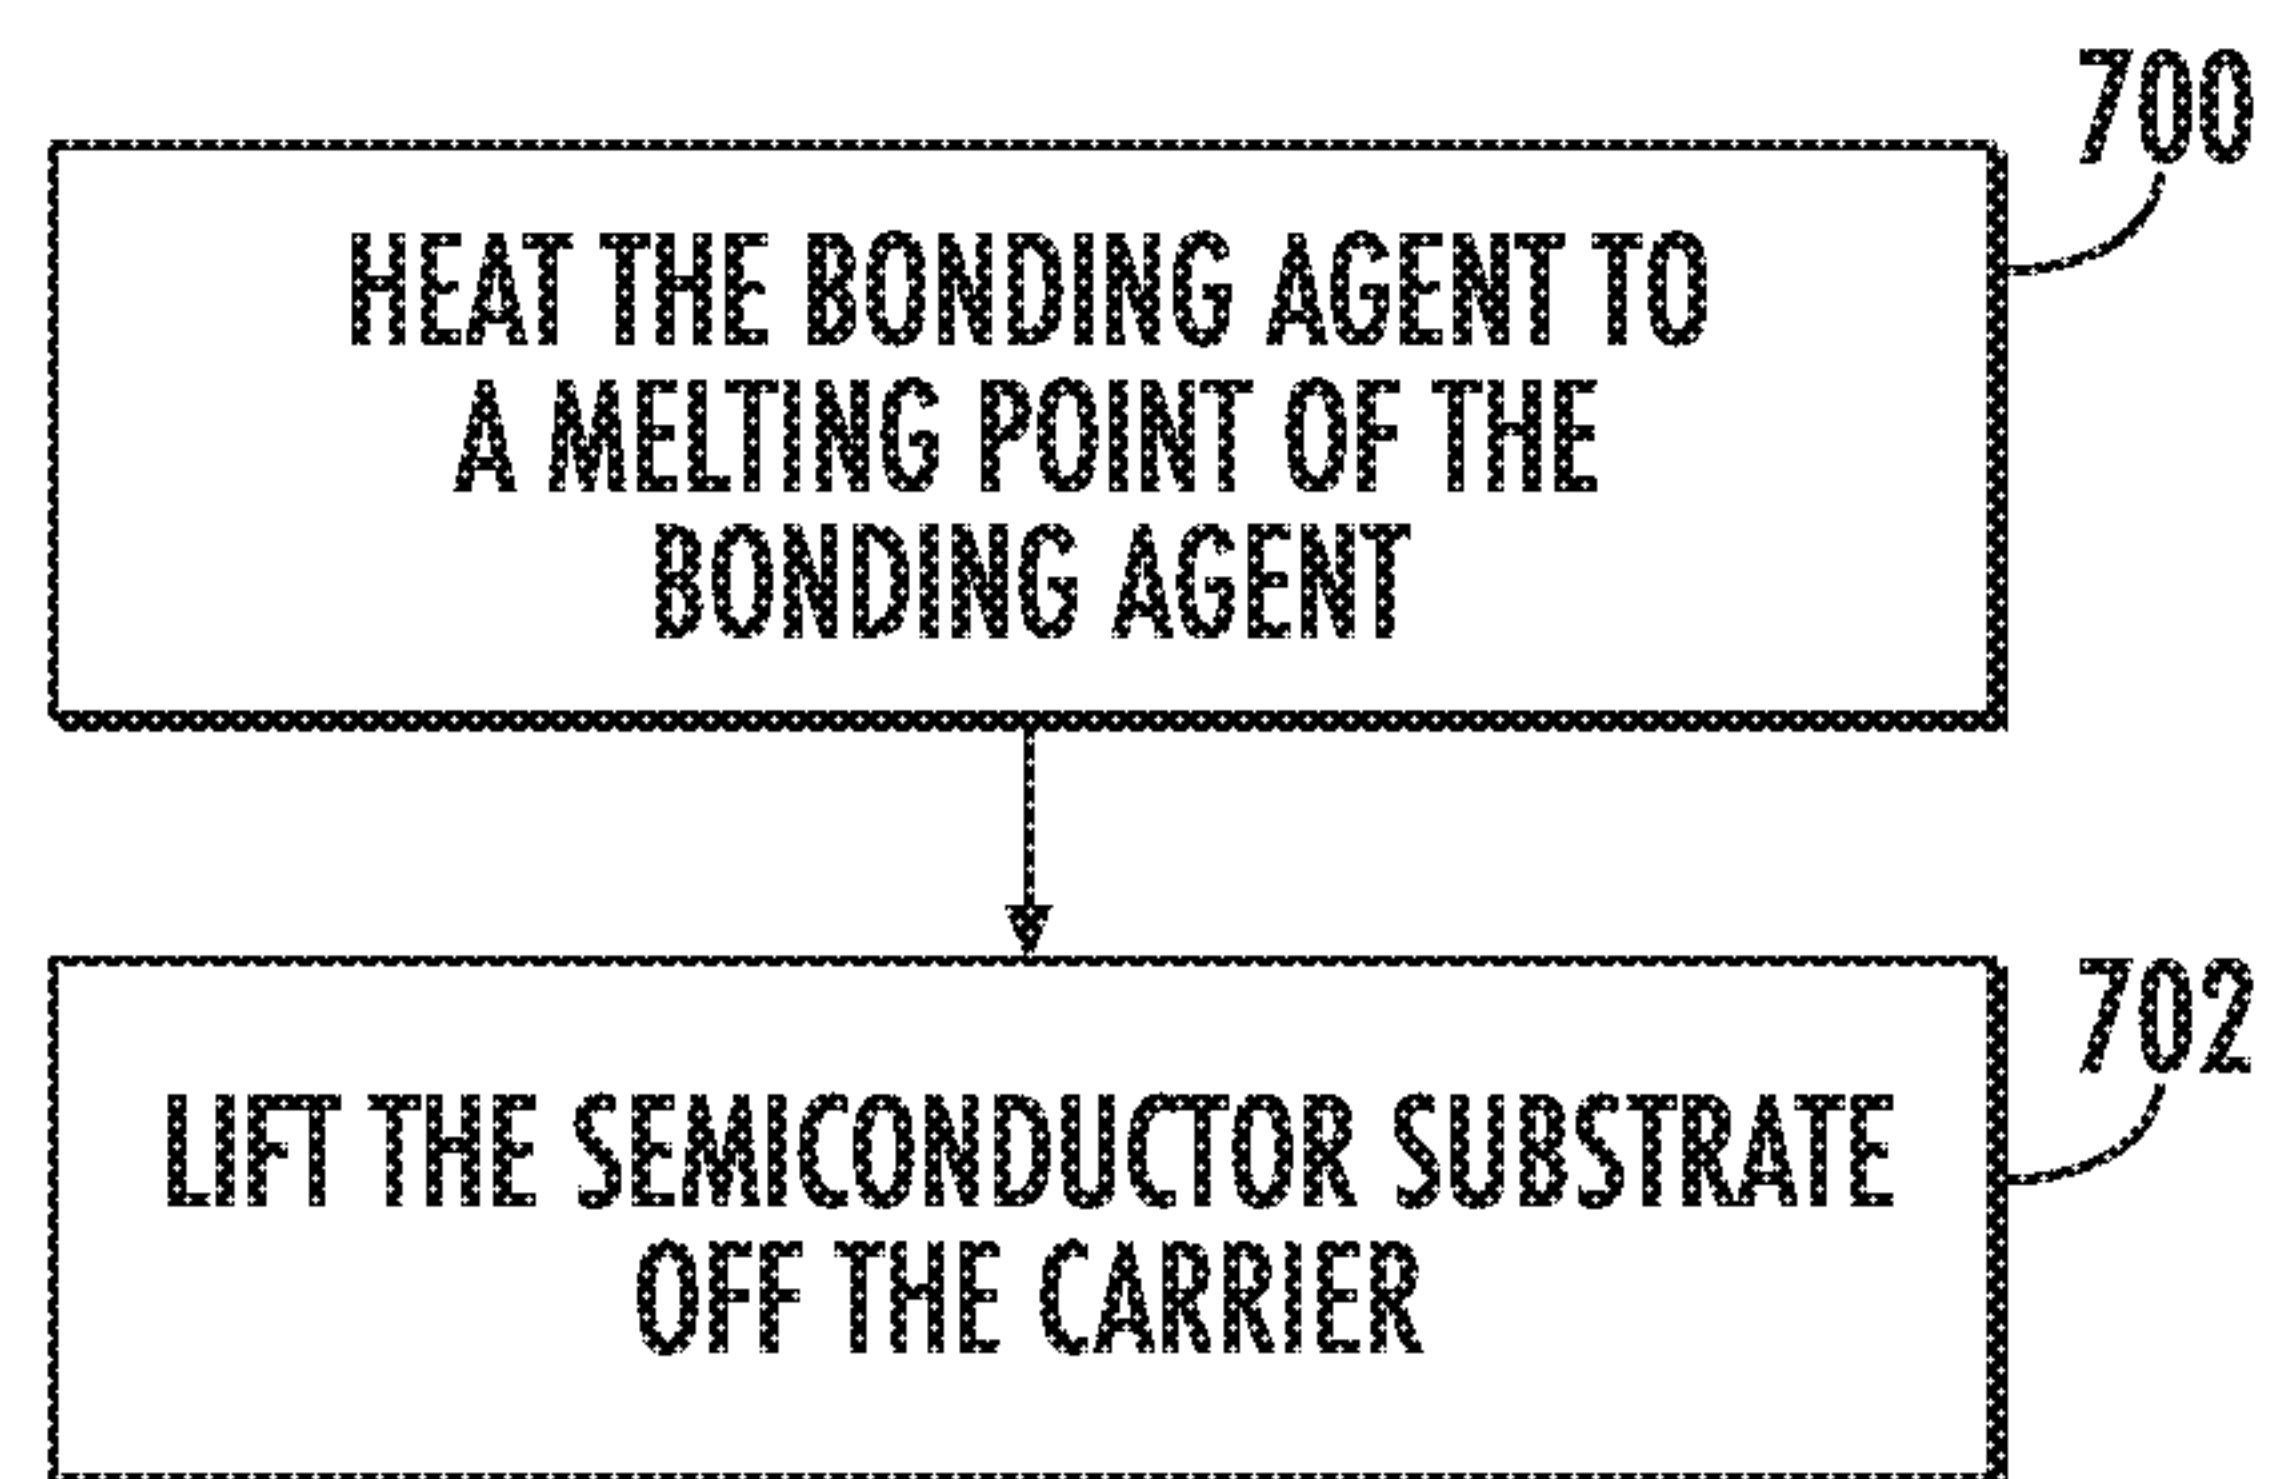 700
HEAT THE BONDING AGENT TO
A MELTING POINT OF THE
BONDING AGENT
702
LIFT THE SEMICONDUCTOR SUBSTRATE
OFF THE CARRIER